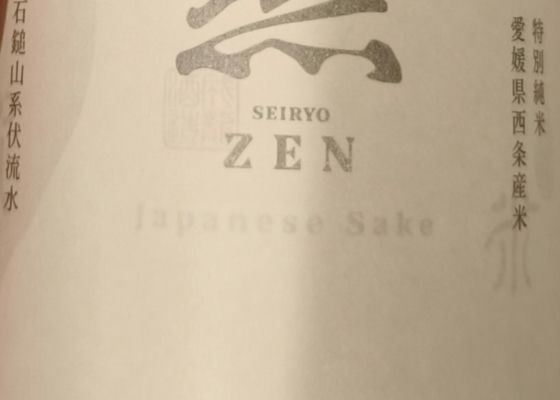 特別純米
愛媛県西条産米
SEIRYO
ZEN
Japanese Sake
石鎚山系伏流水